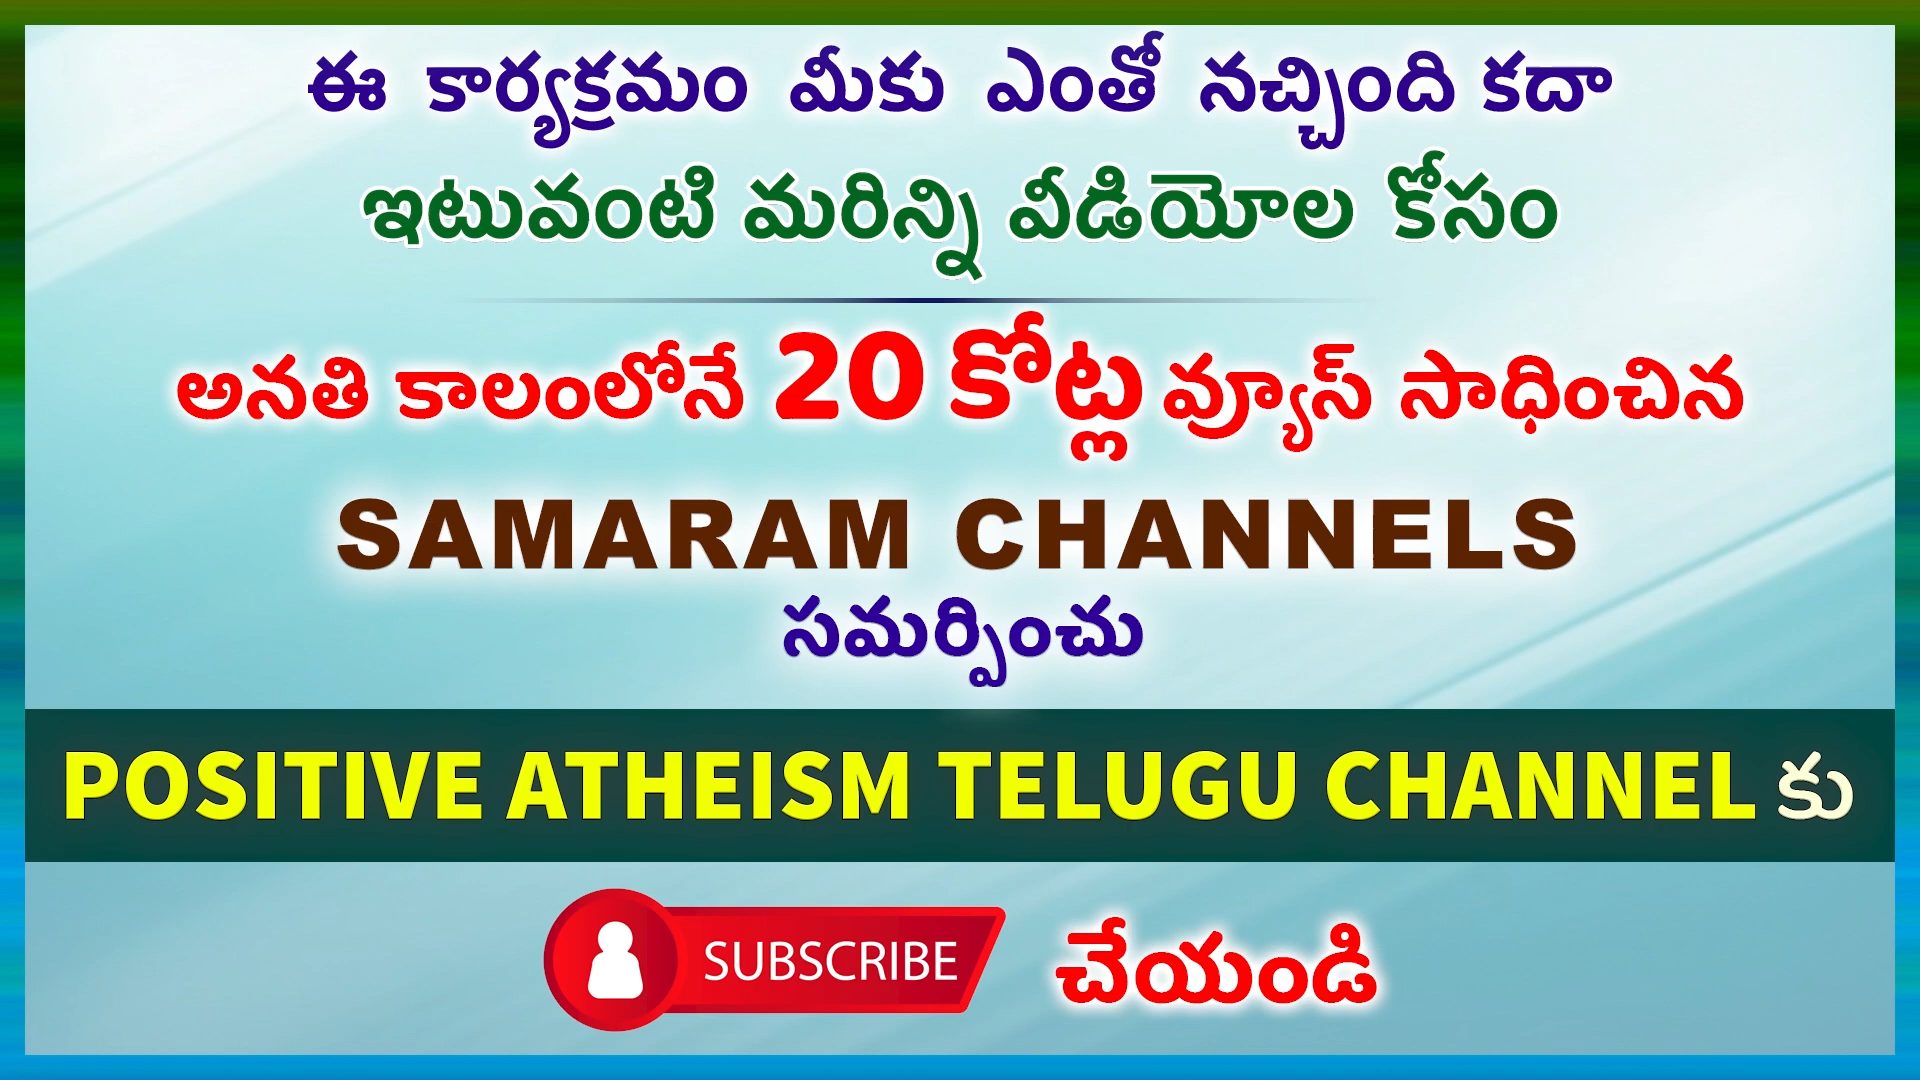 ఈ కార్యక్రమం మీకు ఎంతో నచ్చింది కదా
ఇటువంటి మరిన్ని వీడియోల కోసం
అనతి కాలంలోనే 20 కోట్ల వ్యూస్ సాధించిన
SAMARAM CHANNELS
సమర్పించు
POSITIVE ATHEISM TELUGU CHANNEL కు
SUBSCRIBE చేయండి